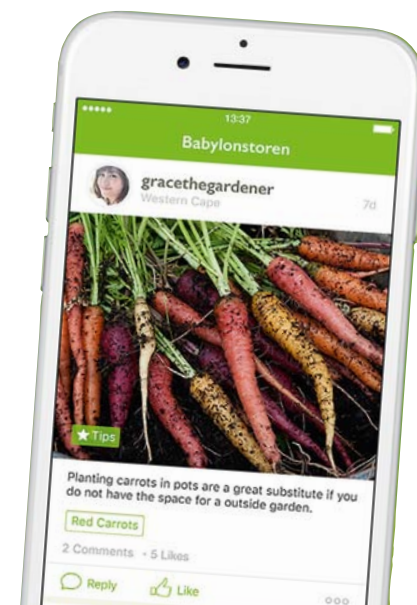 13:37
Babylonstoren
gracethegardener
Western Cape
7d
Tips
Planting carrots in pots are a great substitute if you
do not have the space for a outside garden.
Red Carrots
2 Comments - 5 Likes
Reply Like